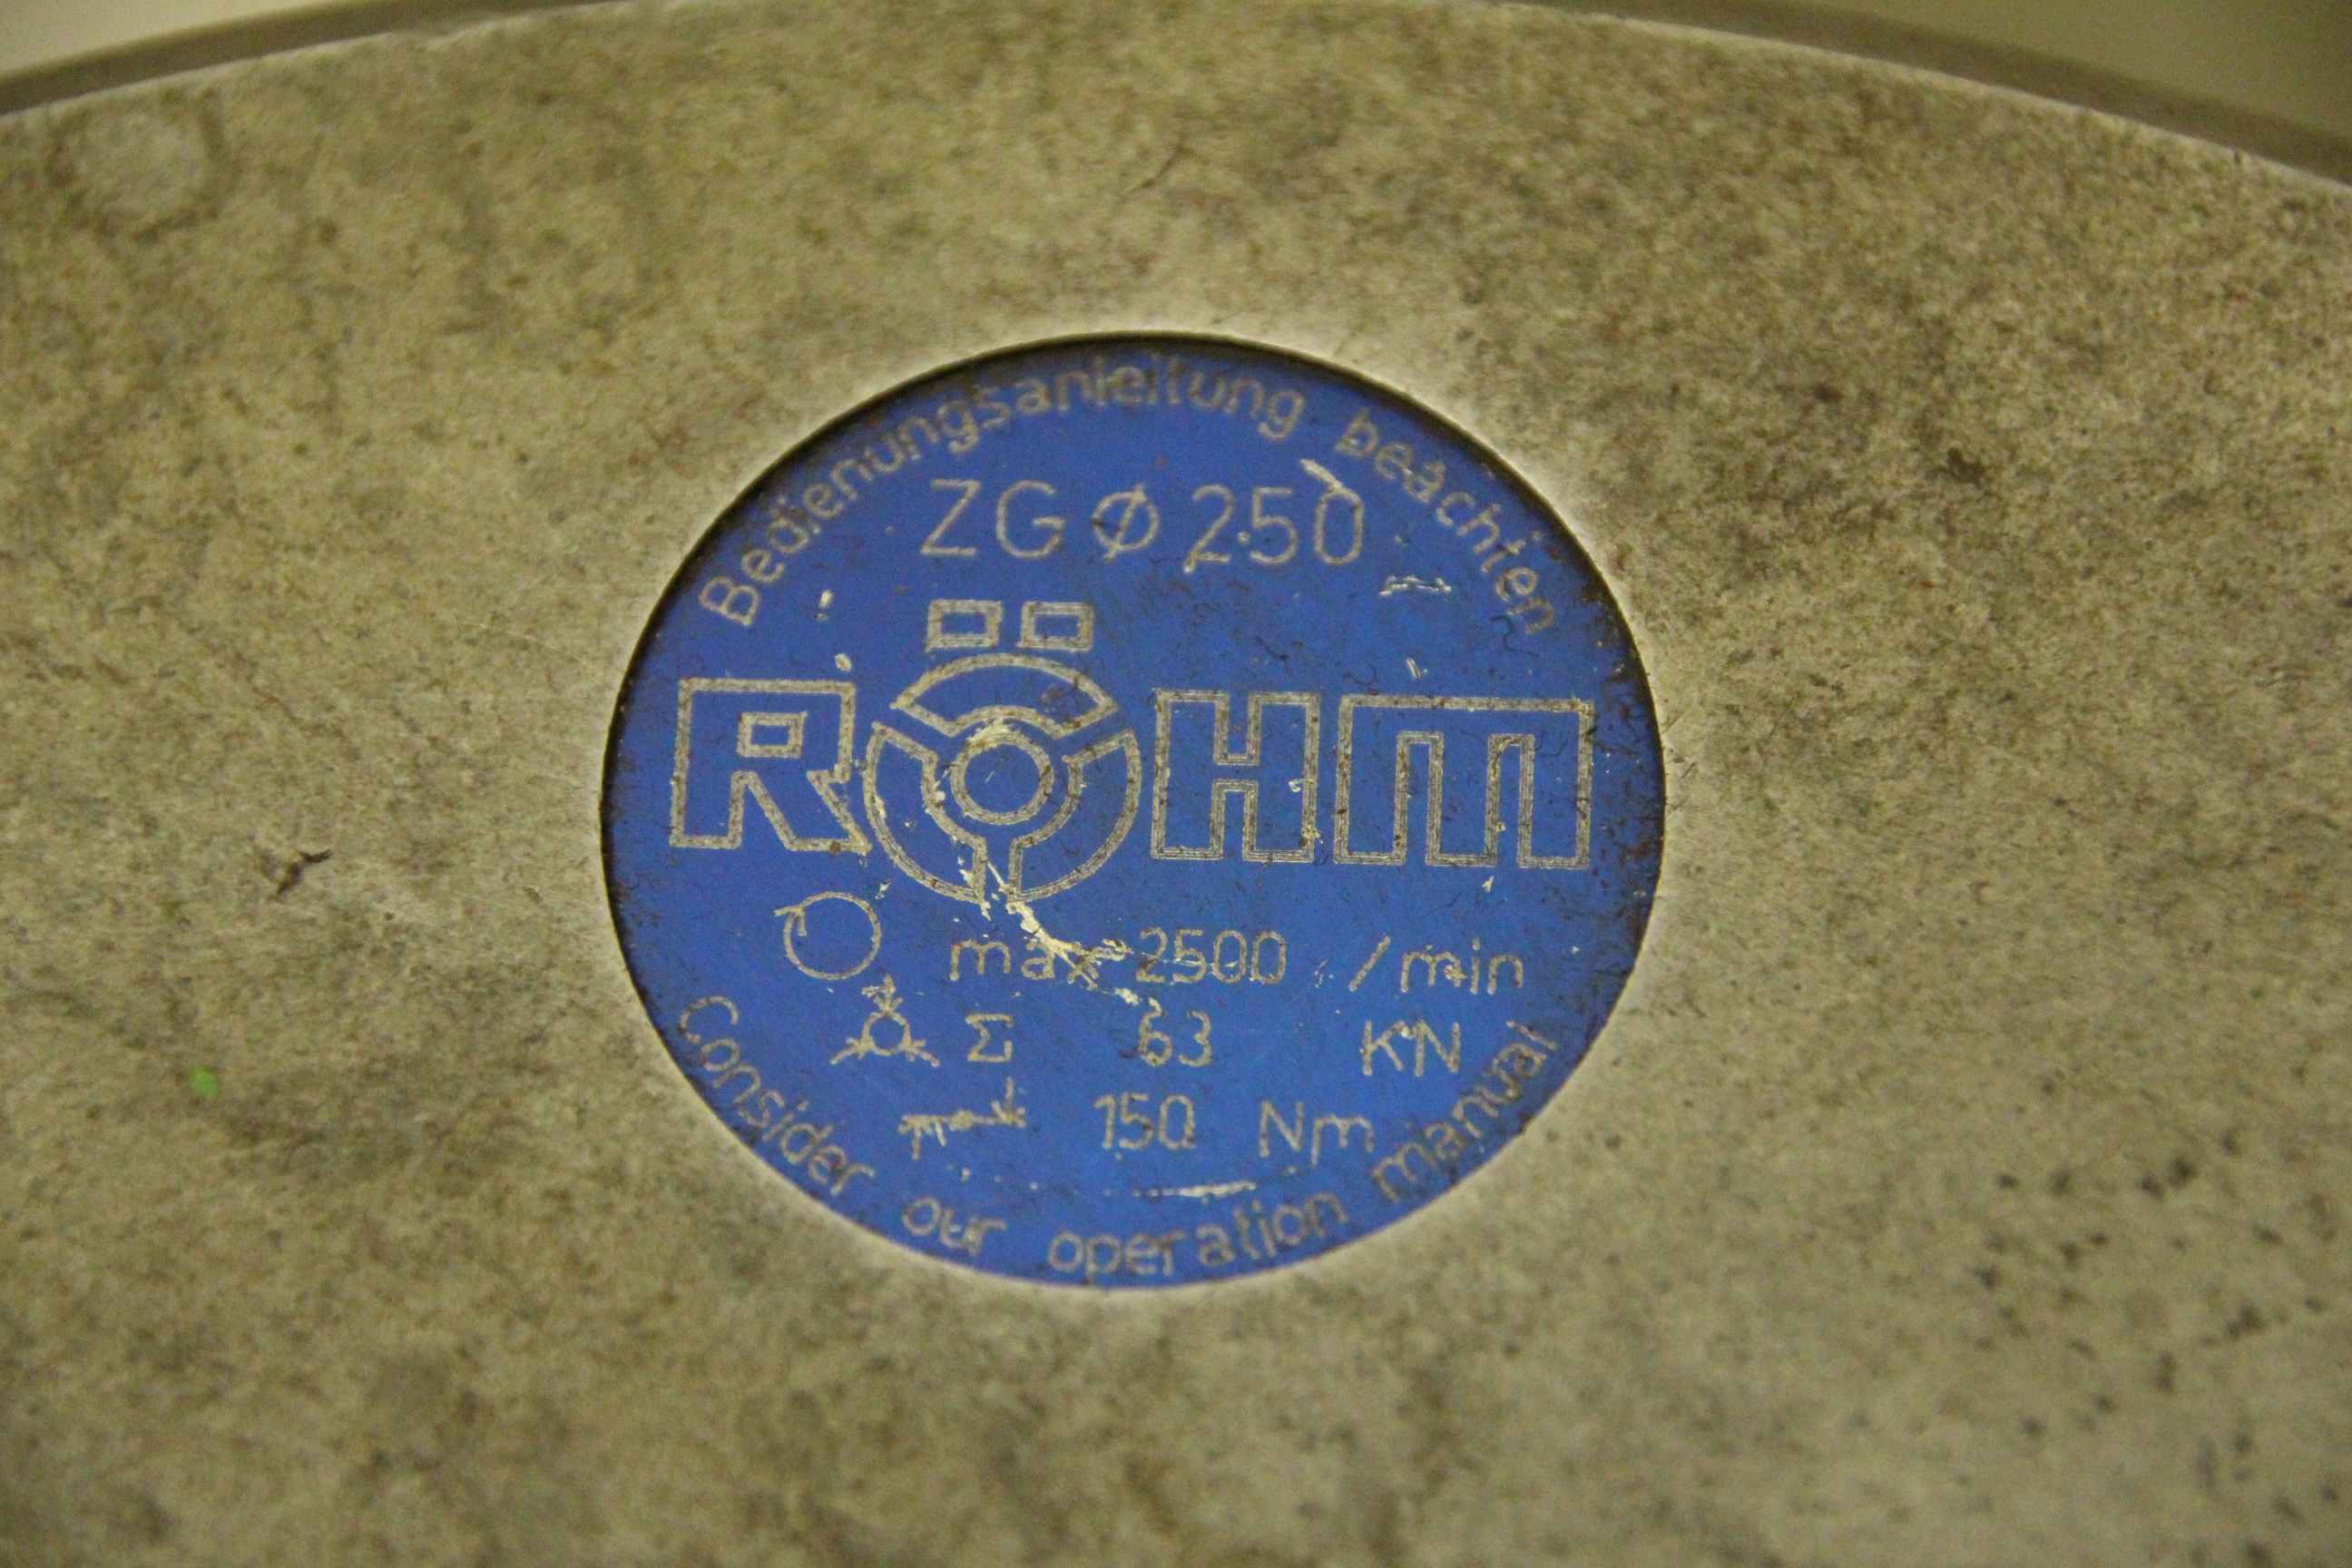 Bedienungsanleitung beachten
ZG ⌀ 250
RÖHM
max 2500 /min
Σ 63 KN
150 Nm
Consider our operation manual